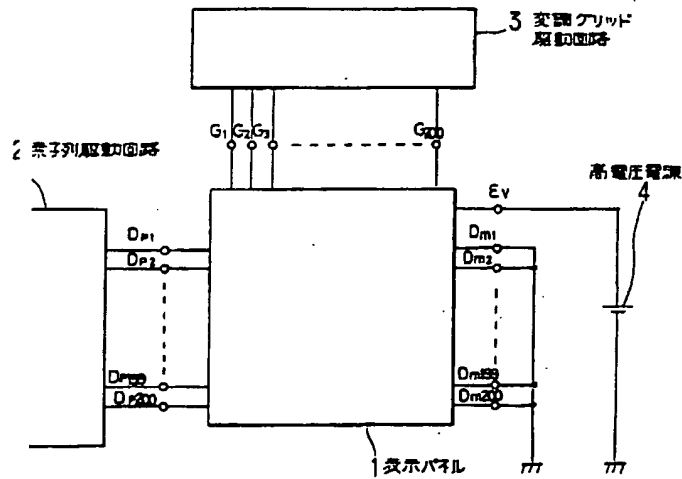 3 変調グリッド
駆動回路
G1 G2 G3 G200
2 素子列駆動回路
高電圧電源
4
Ev
DP1
DP2
Dm1
Dm2
DP199
DP200
Dm199
Dm200
1 表示パネル